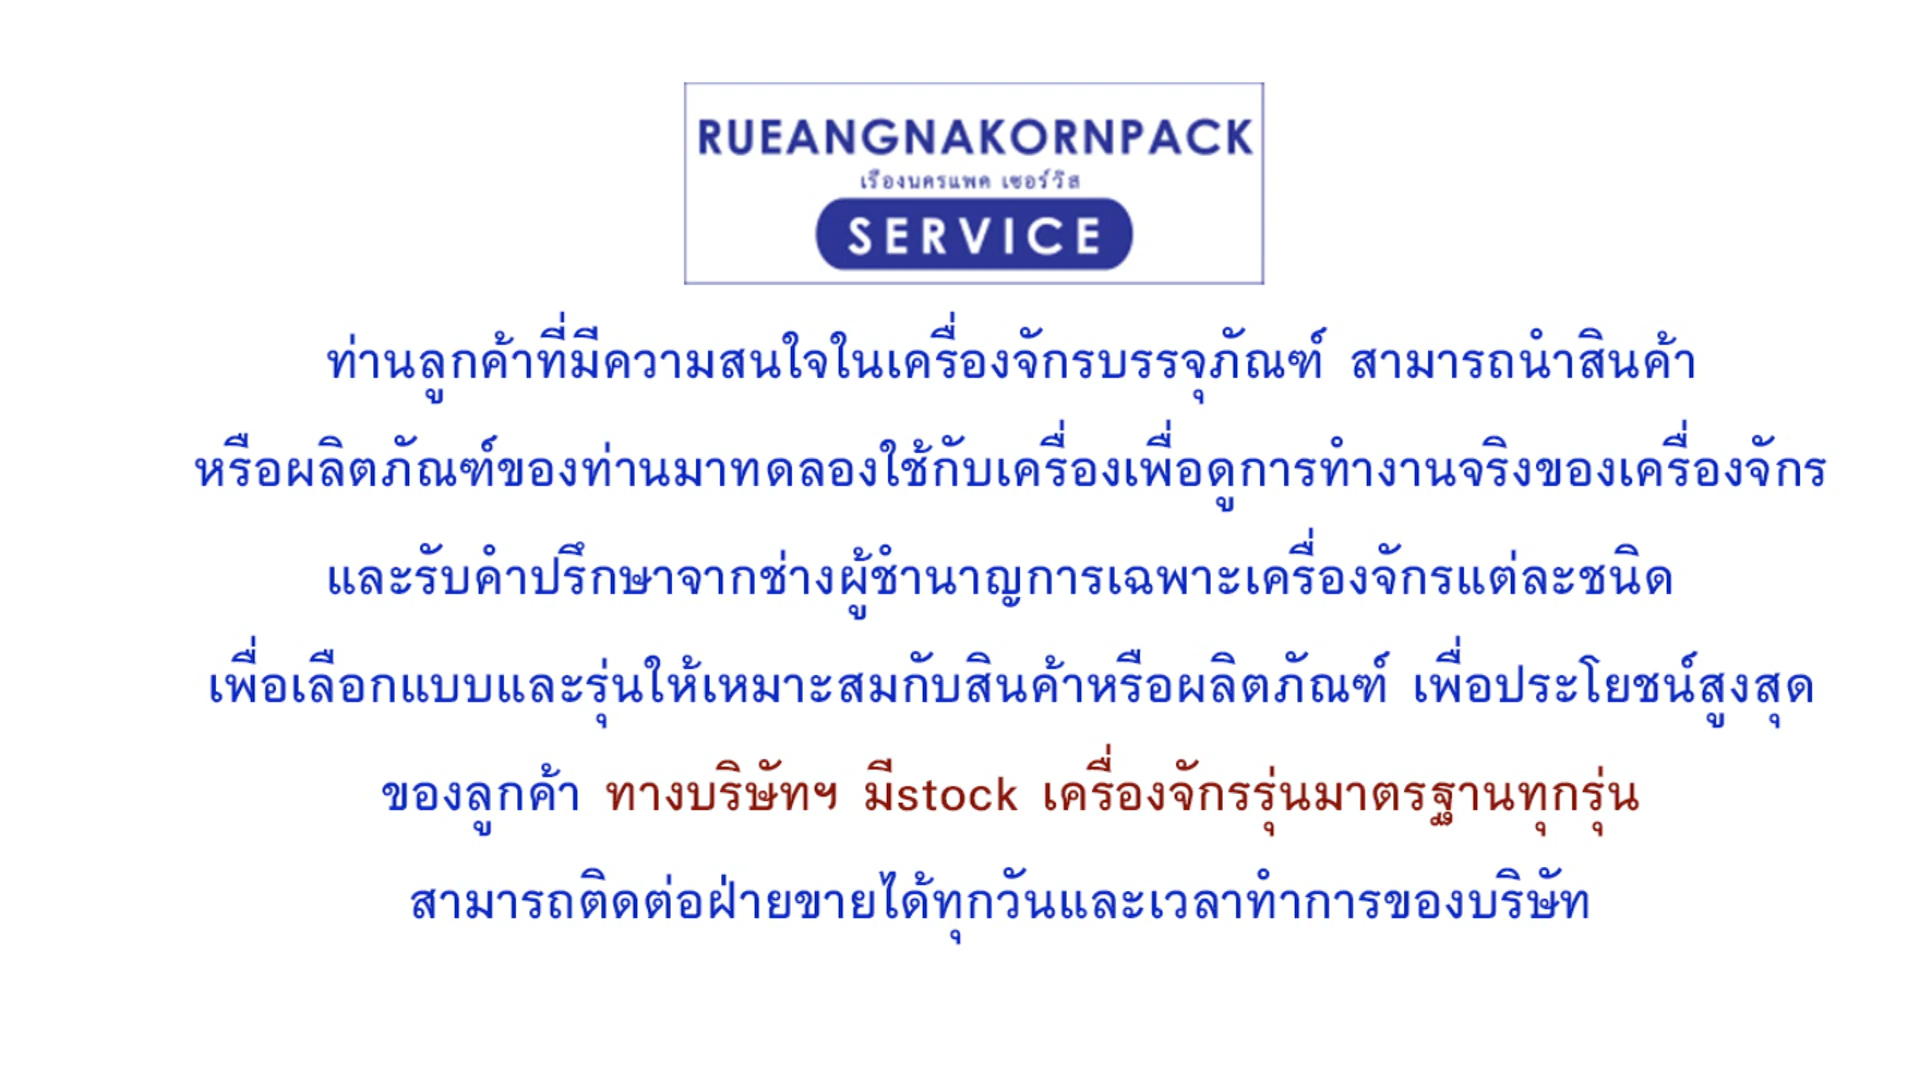 RUEANGNAKORNPACK
เรืองนครแพค เซอร์วิส
SERVICE
ท่านลูกค้าที่มีความสนใจในเครื่องจักรบรรจุภัณฑ์ สามารถนำสินค้า
หรือผลิตภัณฑ์ของท่านมาทดลองใช้กับเครื่องเพื่อดูการทำงานจริงของเครื่องจักร
และรับคำปรึกษาจากช่างผู้ชำนาญการเฉพาะเครื่องจักรแต่ละชนิด
เพื่อเลือกแบบและรุ่นให้เหมาะสมกับสินค้าหรือผลิตภัณฑ์ เพื่อประโยชน์สูงสุด
ของลูกค้า ทางบริษัทฯ มีstock เครื่องจักรรุ่นมาตรฐานทุกรุ่น
สามารถติดต่อฝ่ายขายได้ทุกวันและเวลาทำการของบริษัท